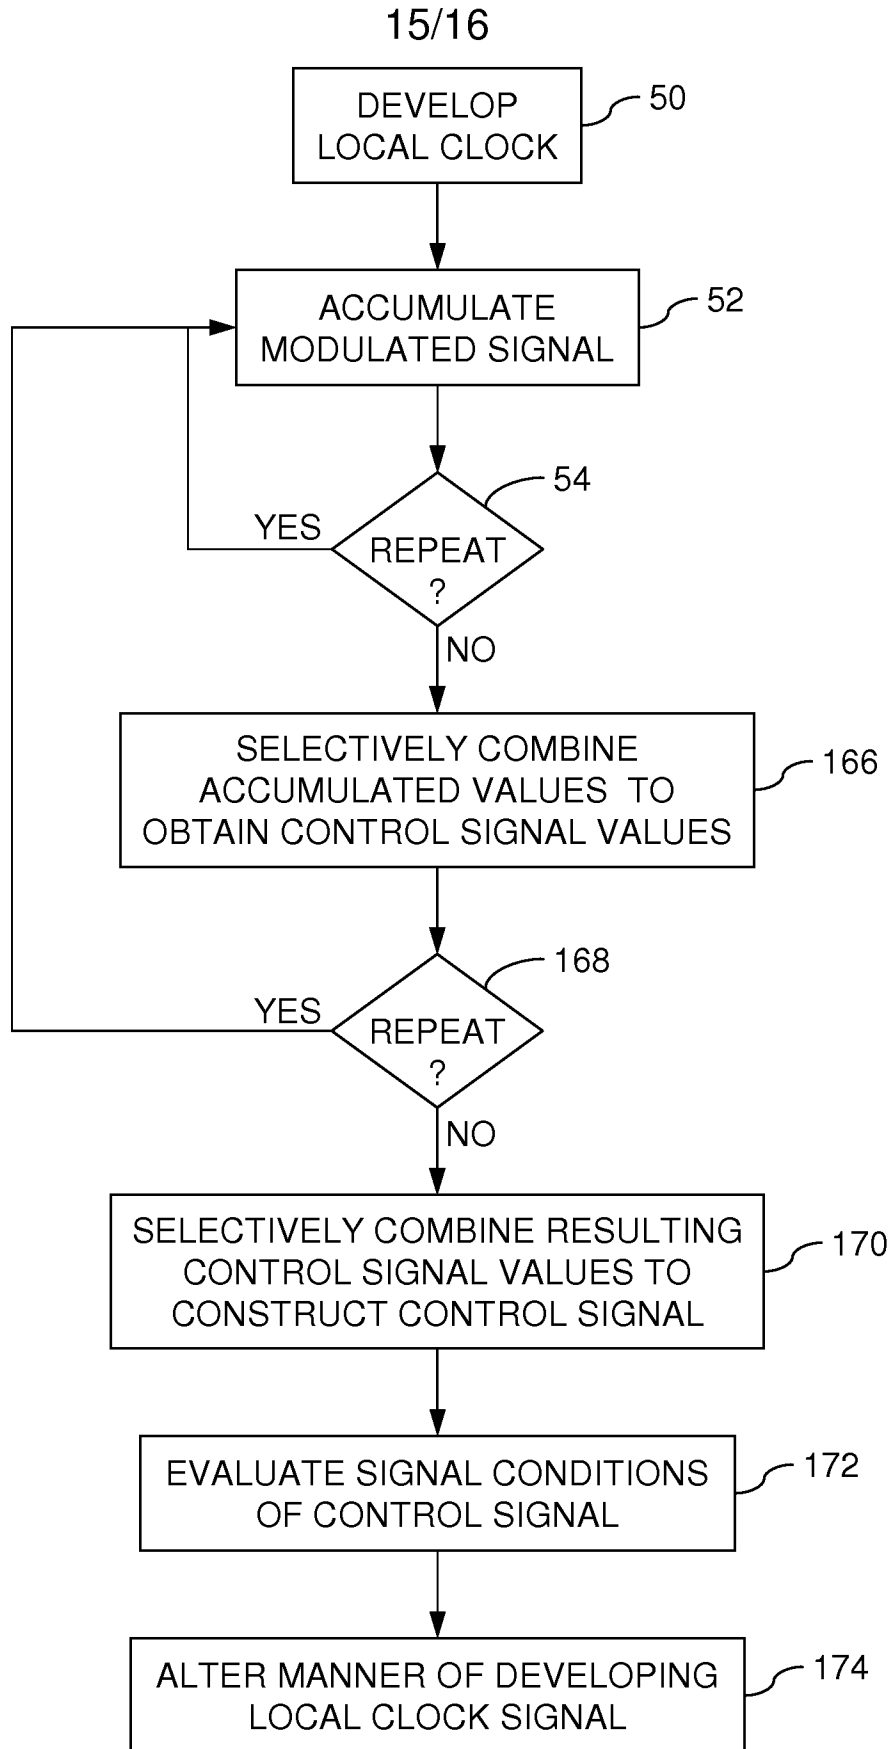 15/16
DEVELOP
LOCAL CLOCK
50
ACCUMULATE
MODULATED SIGNAL
52
54
YES
REPEAT
?
NO
SELECTIVELY COMBINE
ACCUMULATED VALUES TO
OBTAIN CONTROL SIGNAL VALUES
166
168
YES
REPEAT
?
NO
SELECTIVELY COMBINE RESULTING
CONTROL SIGNAL VALUES TO
CONSTRUCT CONTROL SIGNAL
170
EVALUATE SIGNAL CONDITIONS
OF CONTROL SIGNAL
172
ALTER MANNER OF DEVELOPING
LOCAL CLOCK SIGNAL
174